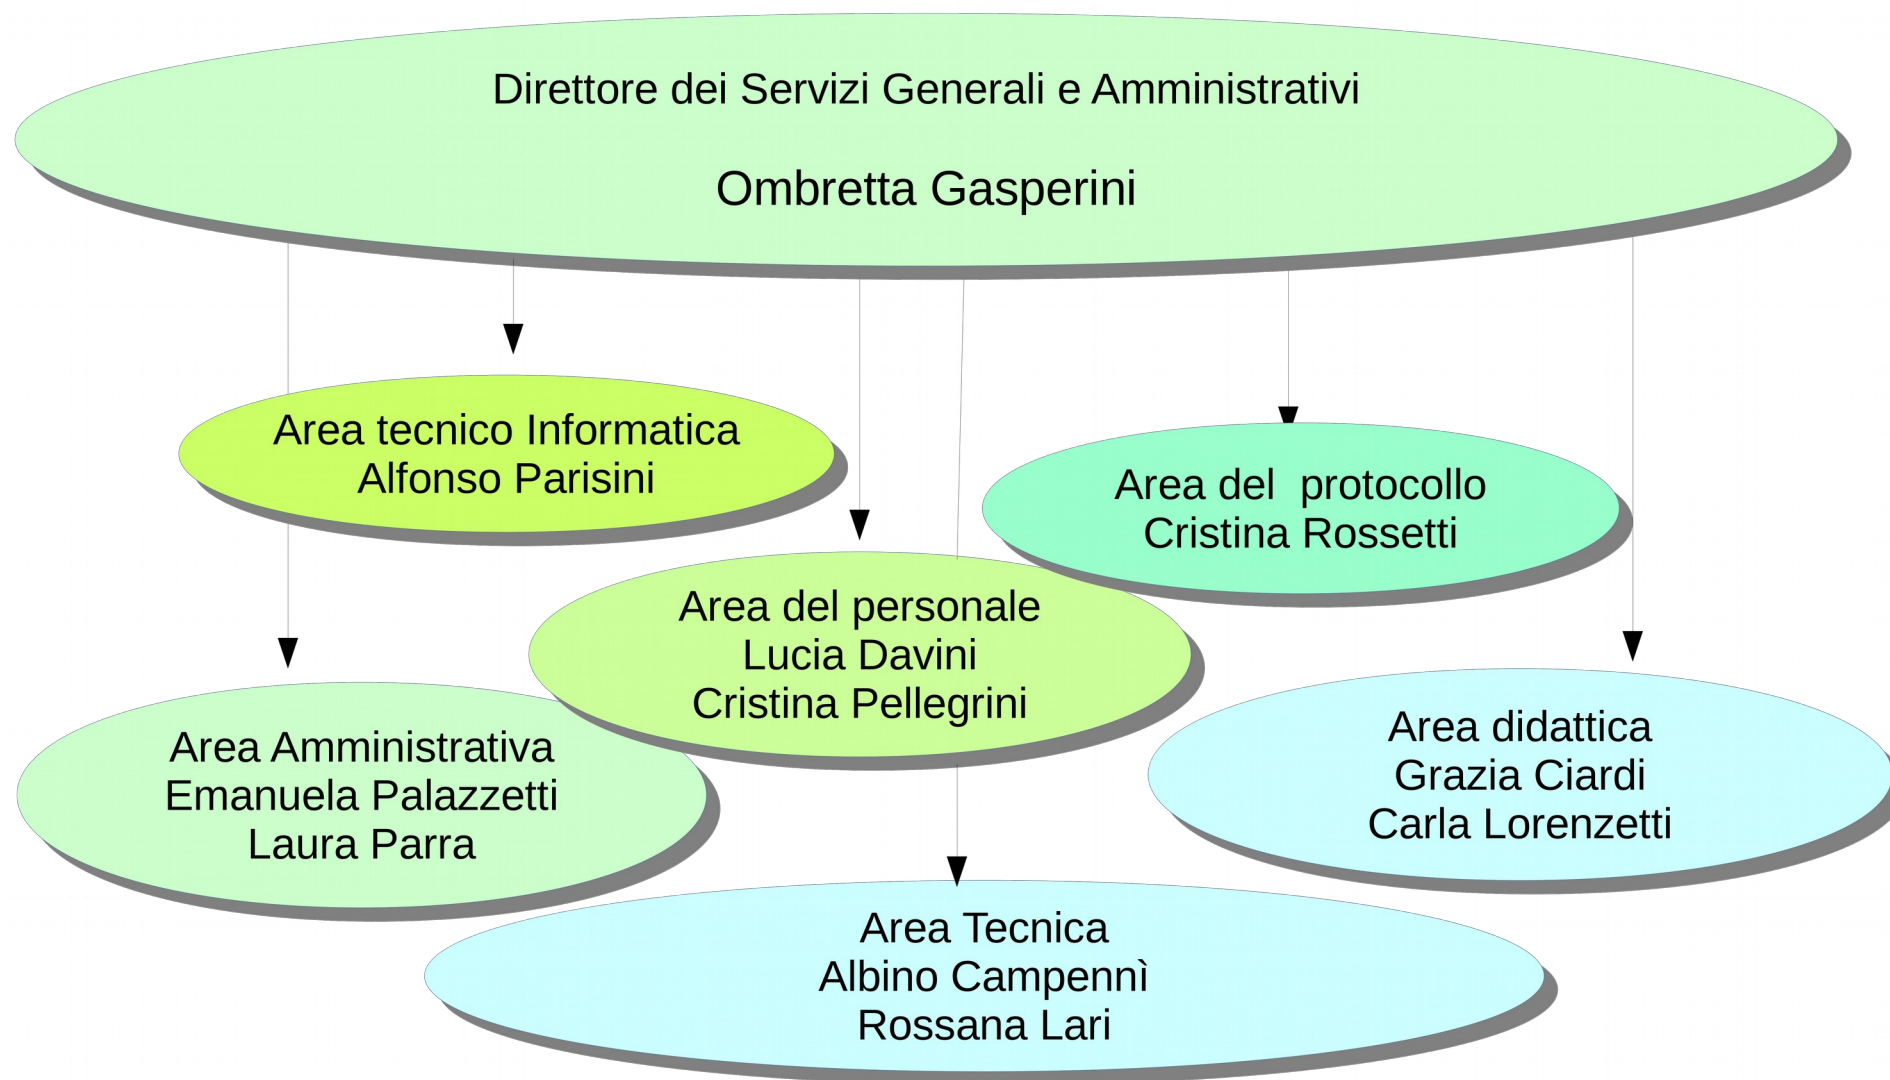 Direttore dei Servizi Generali e Amministrativi
Ombretta Gasperini
Area tecnico Informatica
Alfonso Parisini
Area del  protocollo
Cristina Rossetti
Area del personale
Lucia Davini
Cristina Pellegrini
Area Amministrativa
Emanuela Palazzetti
Laura Parra
Area didattica
Grazia Ciardi
Carla Lorenzetti
Area Tecnica
Albino Campennì
Rossana Lari